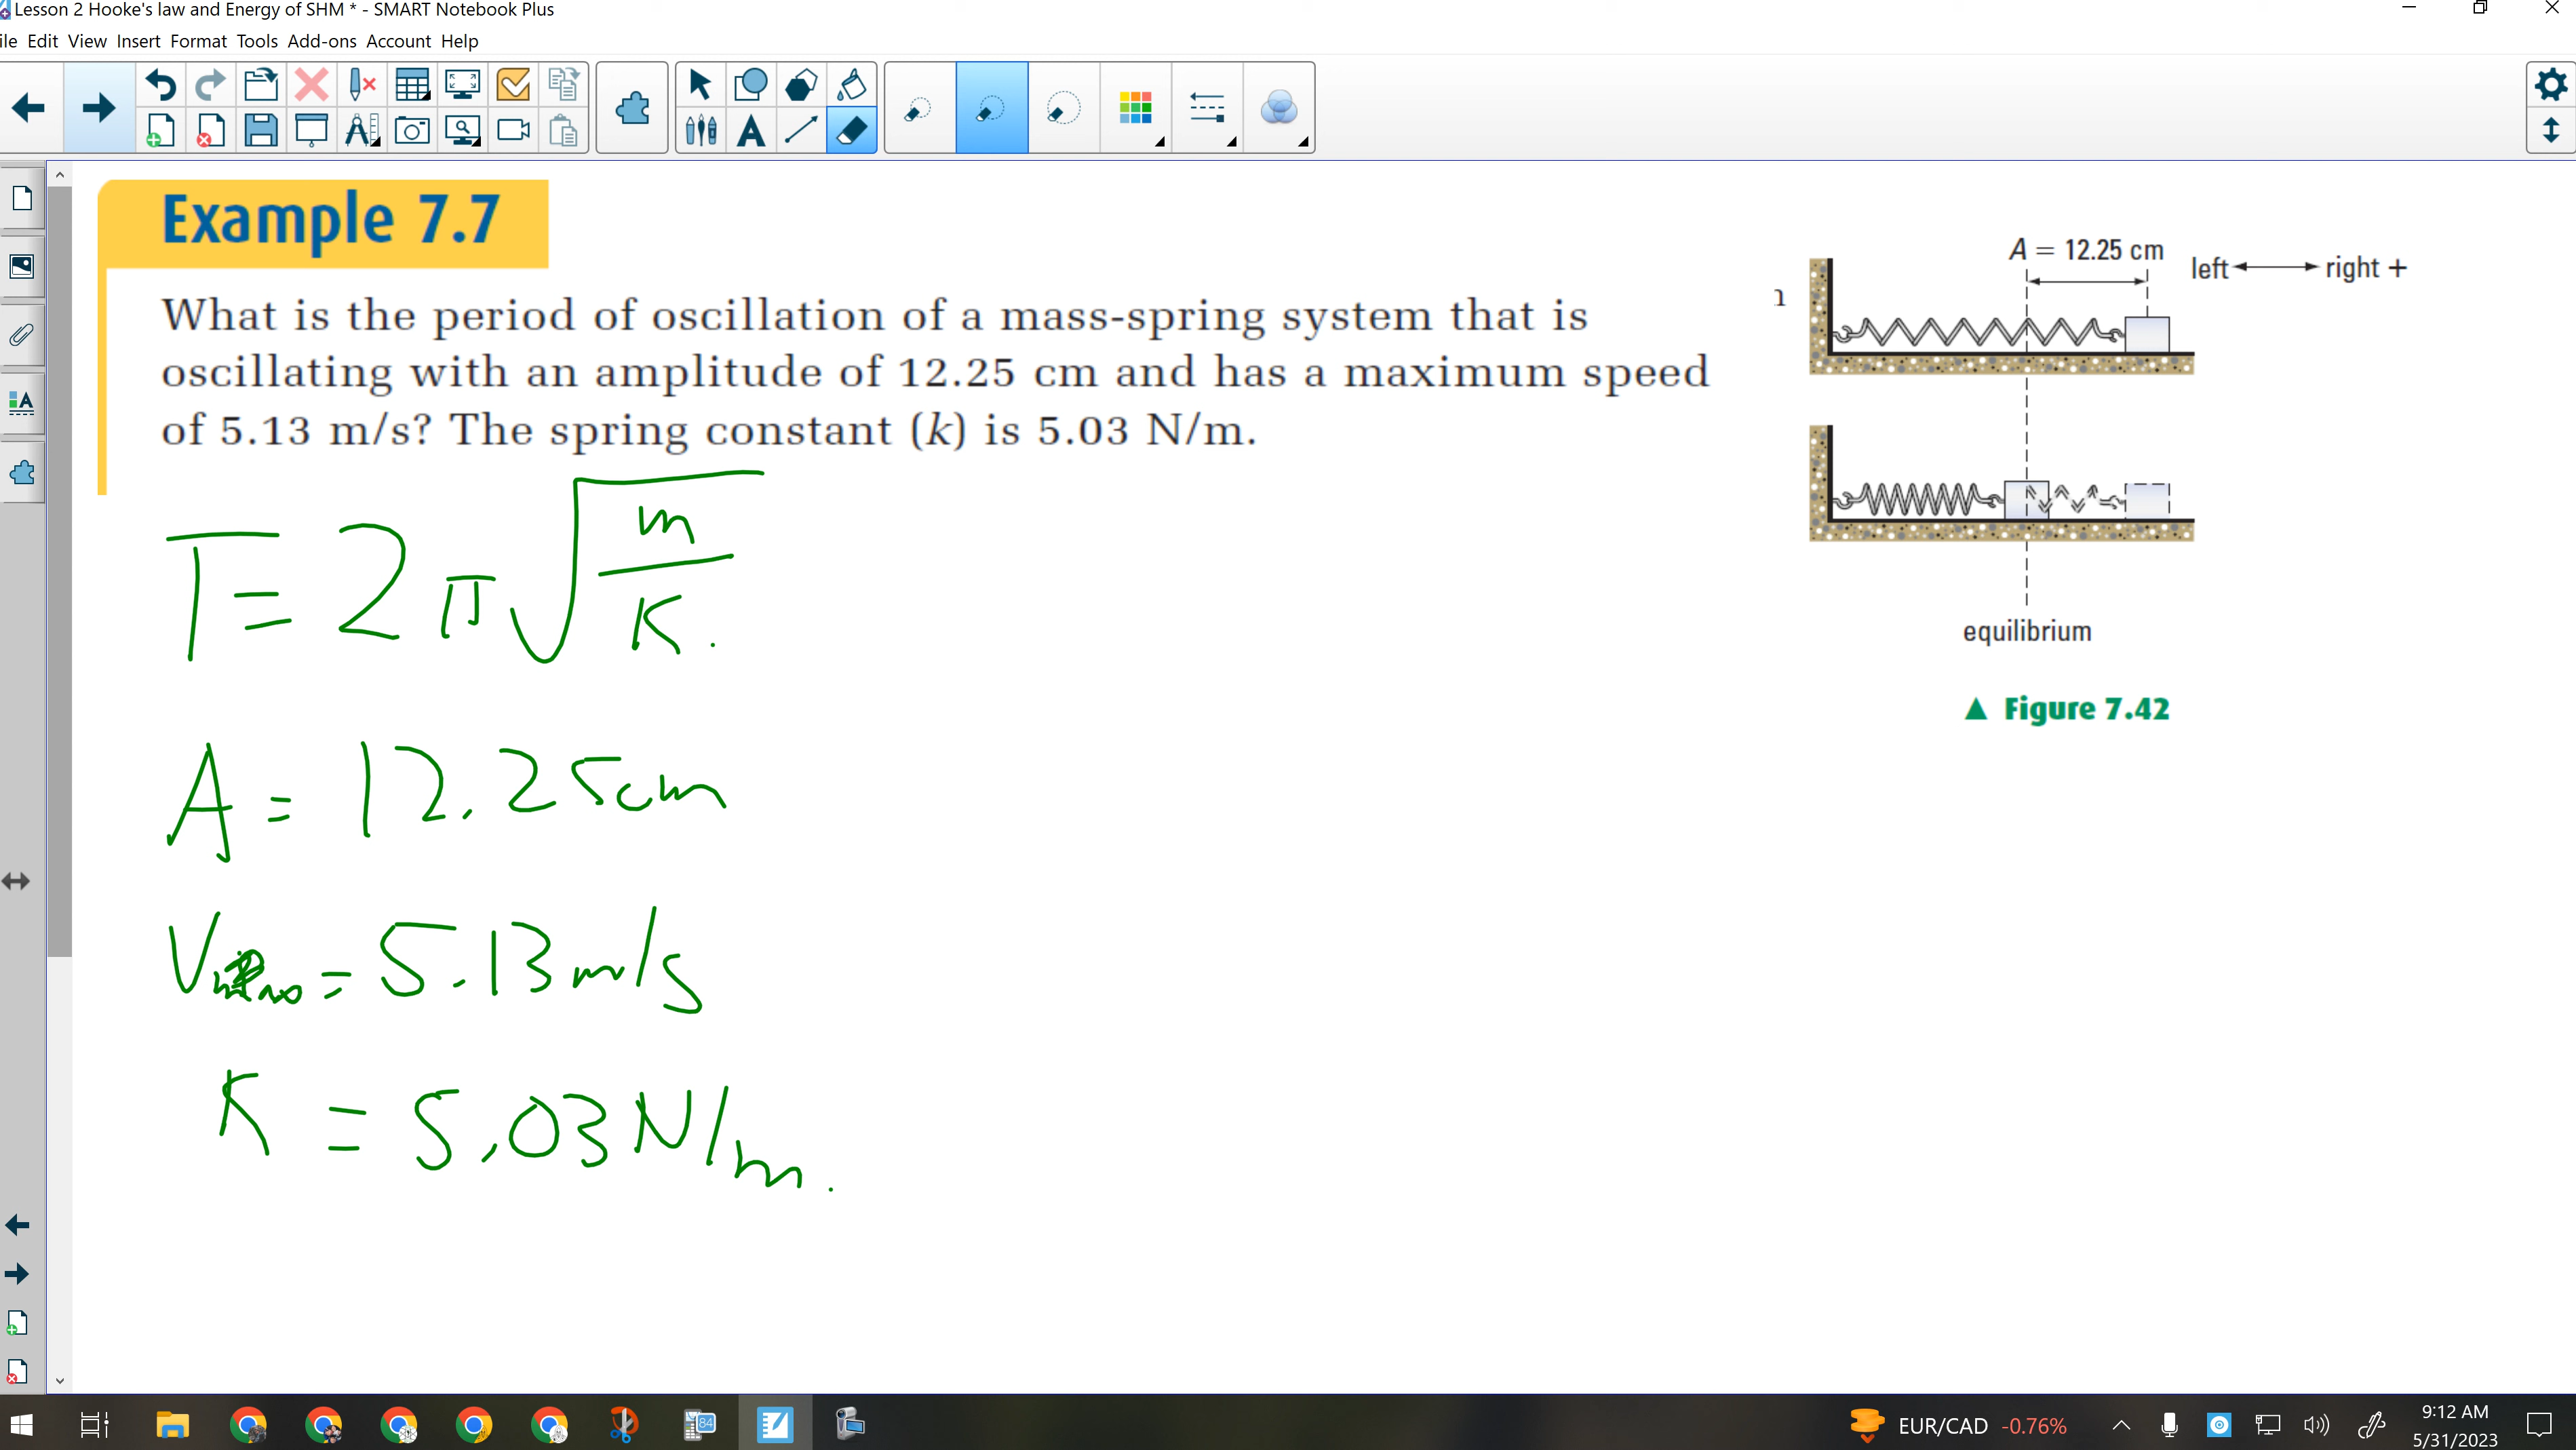 Lesson 2 Hooke's law and Energy of SHM * - SMART Notebook Plus
ile Edit View Insert Format Tools Add-ons Account Help
Example 7.7
What is the period of oscillation of a mass-spring system that is
oscillating with an amplitude of 12.25 cm and has a maximum speed
of 5.13 m/s? The spring constant (k) is 5.03 N/m.
A = 12.25 cm
left right +
equilibrium
▲ Figure 7.42
T = 2π√m/K.
A = 12.25cm
V = 5.13 m/s
K = 5.03 N/m.
84
EUR/CAD -0.76%
9:12 AM
5/31/2023